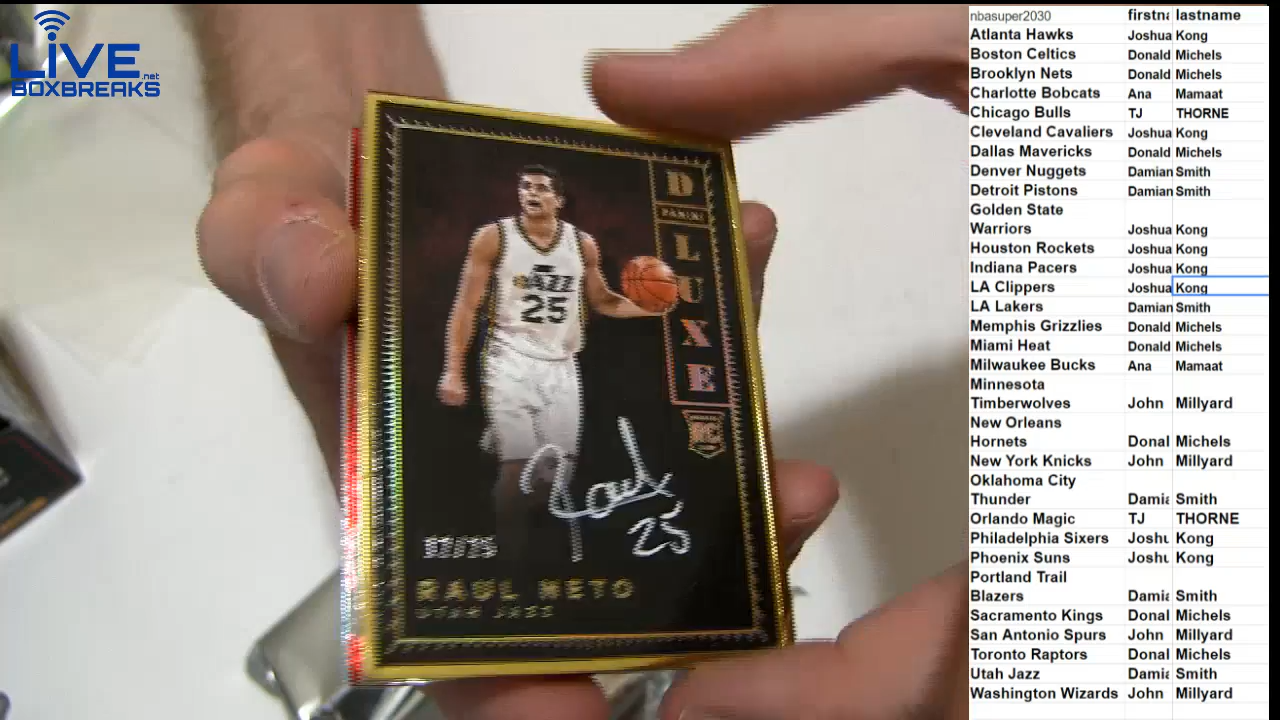 LIVE.net
BOXBREAKS
D
PANINI
L
U
X
E
JAZZ
25
Raul
25
RAUL NETO
UTAH JAZZ
nbasuper2030 firstna lastname
Atlanta Hawks Joshua Kong
Boston Celtics Donald Michels
Brooklyn Nets Donald Michels
Charlotte Bobcats Ana Mamaat
Chicago Bulls TJ THORNE
Cleveland Cavaliers Joshua Kong
Dallas Mavericks Donald Michels
Denver Nuggets Damian Smith
Detroit Pistons Damian Smith
Golden State
Warriors Joshua Kong
Houston Rockets Joshua Kong
Indiana Pacers Joshua Kong
LA Clippers Joshua Kong
LA Lakers Damian Smith
Memphis Grizzlies Donald Michels
Miami Heat Donald Michels
Milwaukee Bucks Ana Mamaat
Minnesota
Timberwolves John Millyard
New Orleans
Hornets Donal Michels
New York Knicks John Millyard
Oklahoma City
Thunder Damia Smith
Orlando Magic TJ THORNE
Philadelphia Sixers Joshu Kong
Phoenix Suns Joshu Kong
Portland Trail
Blazers Damia Smith
Sacramento Kings Donal Michels
San Antonio Spurs John Millyard
Toronto Raptors Donal Michels
Utah Jazz Damia Smith
Washington Wizards John Millyard